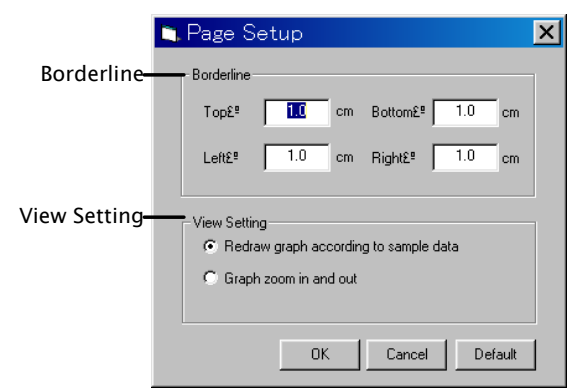 Page Setup
Borderline
Borderline
Top£º 1.0 cm Bottom£º 1.0 cm
Left£º 1.0 cm Right£º 1.0 cm
View Setting
View Setting
Redraw graph according to sample data
Graph zoom in and out
OK Cancel Default